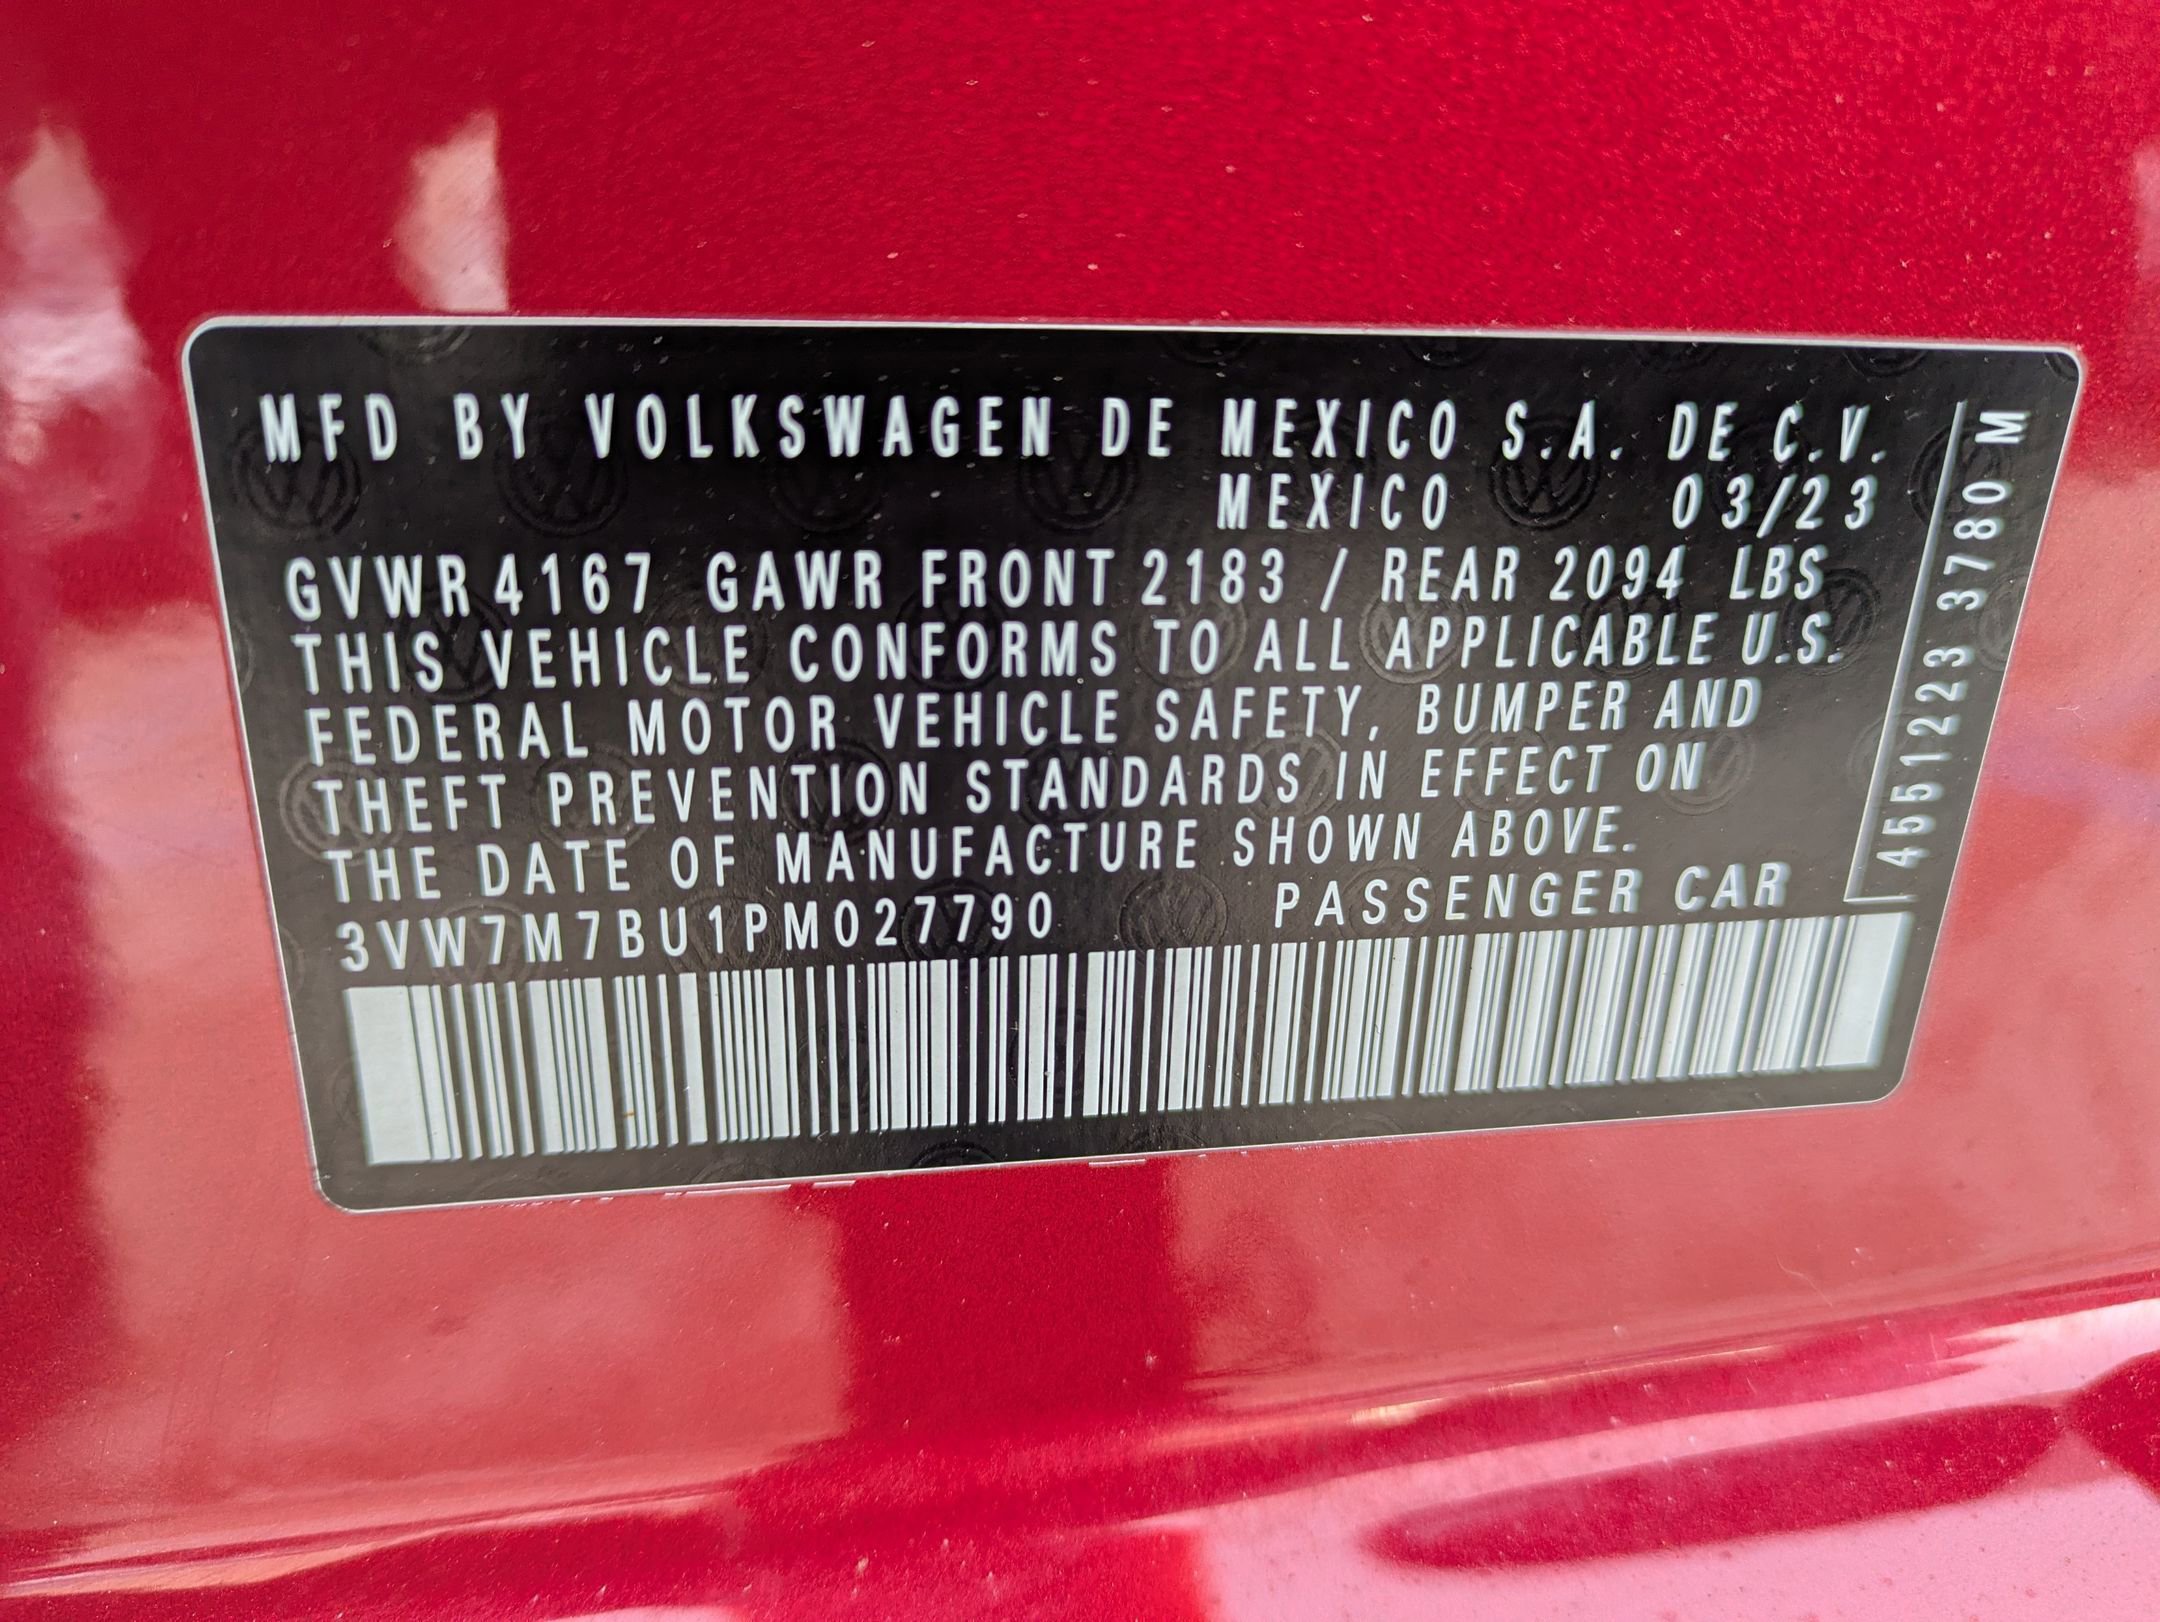 MFD BY VOLKSWAGEN DE MEXICO S.A. DE C.V.
MEXICO 03/23
GVWR 4167 GAWR FRONT 2183 / REAR 2094 LBS
THIS VEHICLE CONFORMS TO ALL APPLICABLE U.S.
FEDERAL MOTOR VEHICLE SAFETY, BUMPER AND
THEFT PREVENTION STANDARDS IN EFFECT ON
THE DATE OF MANUFACTURE SHOWN ABOVE.
3VW7M7BU1PM027790 PASSENGER CAR
4551223 3780 M